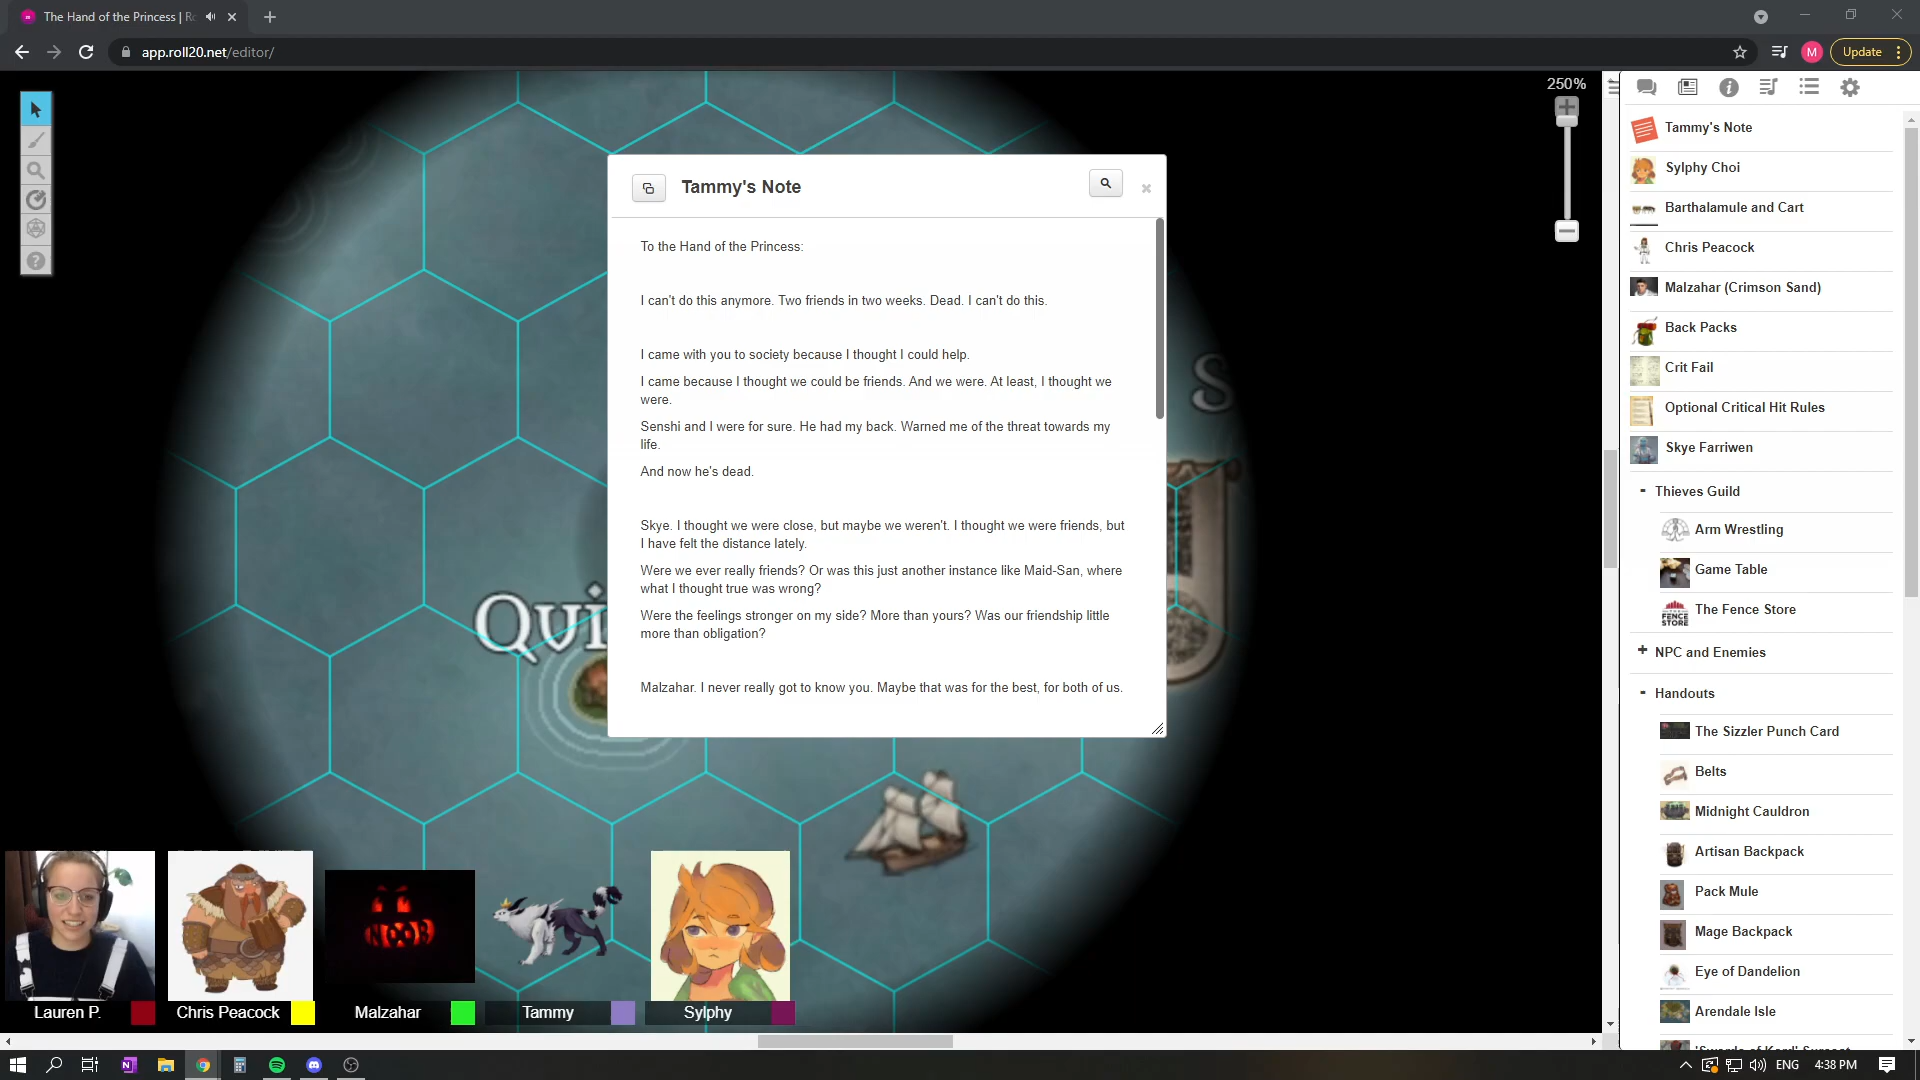 The Hand of the Princess | Ro
app.roll20.net/editor/
M
Update
250%
Tammy's Note
To the Hand of the Princess:
I can't do this anymore. Two friends in two weeks. Dead. I can't do this.
I came with you to society because I thought I could help.
I came because I thought we could be friends. And we were. At least, I thought we
were.
Senshi and I were for sure. He had my back. Warned me of the threat towards my
life.
And now he's dead.
Skye. I thought we were close, but maybe we weren't. I thought we were friends, but
I have felt the distance lately.
Were we ever really friends? Or was this just another instance like Maid-San, where
what I thought true was wrong?
Were the feelings stronger on my side? More than yours? Was our friendship little
more than obligation?
Malzahar. I never really got to know you. Maybe that was for the best, for both of us.
Qui
S
NOOB
Lauren P.
Chris Peacock
Malzahar
Tammy
Sylphy
Tammy's Note
Sylphy Choi
Barthalamule and Cart
Chris Peacock
Malzahar (Crimson Sand)
Back Packs
Crit Fail
Optional Critical Hit Rules
Skye Farriwen
- Thieves Guild
Arm Wrestling
Game Table
FENCE
STORE
The Fence Store
+ NPC and Enemies
- Handouts
The Sizzler Punch Card
Belts
Midnight Cauldron
Artisan Backpack
Pack Mule
Mage Backpack
Eye of Dandelion
Arendale Isle
ENG
4:38 PM